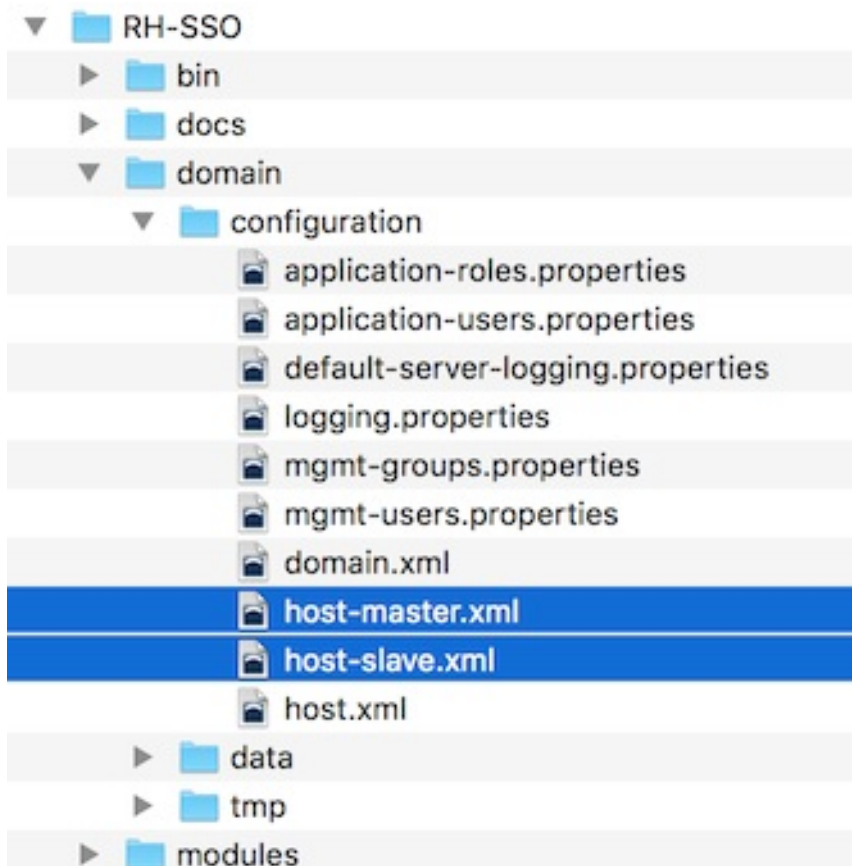 RH-SSO
bin
docs
domain
configuration
application-roles.properties
application-users.properties
default-server-logging.properties
logging.properties
mgmt-groups.properties
mgmt-users.properties
domain.xml
host-master.xml
host-slave.xml
host.xml
data
tmp
modules